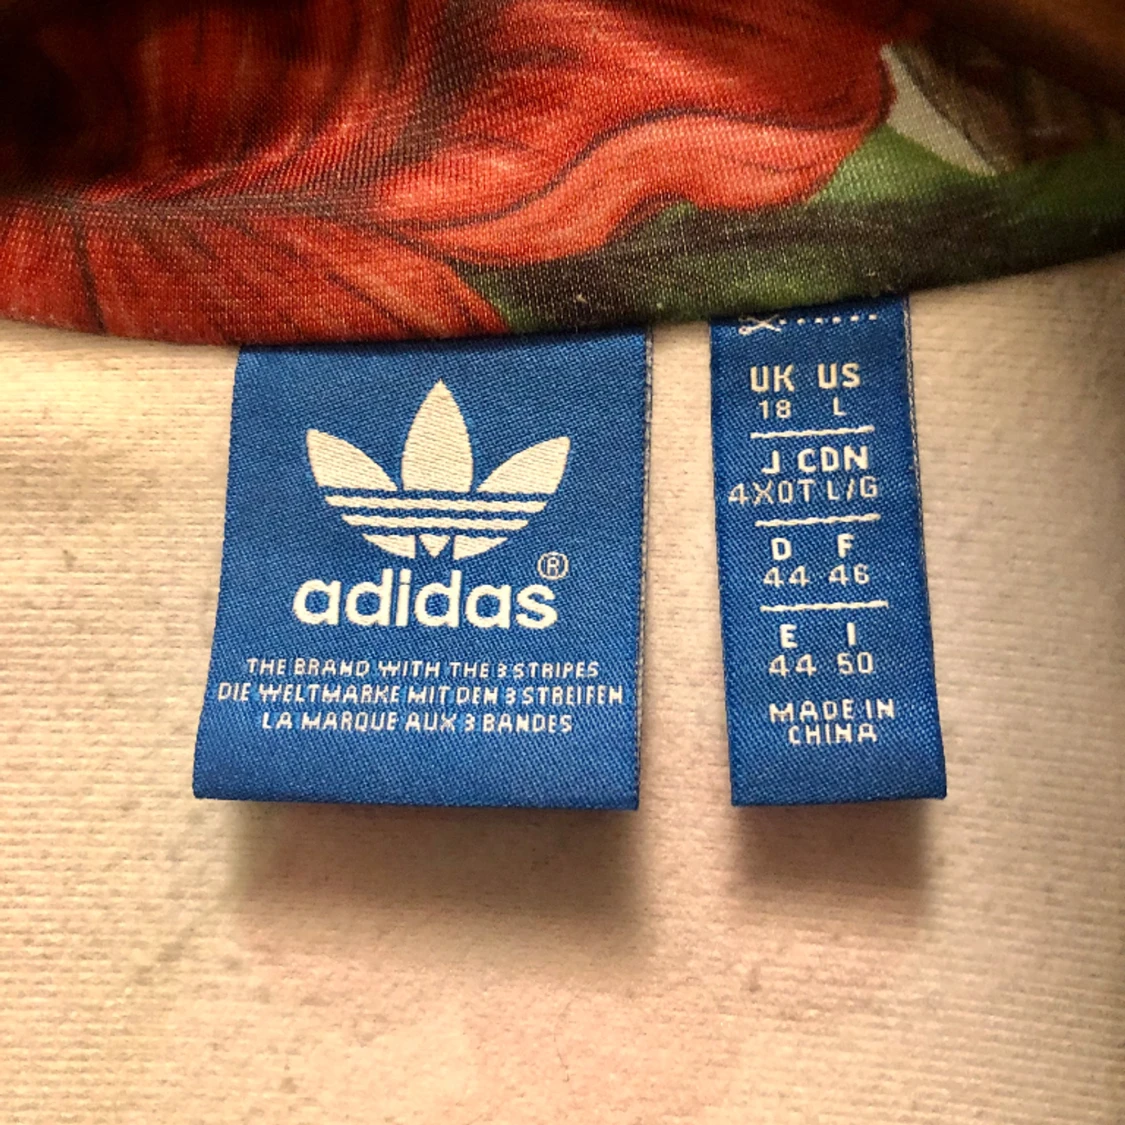 adidas®
THE BRAND WITH THE 3 STRIPES
DIE WELTMARKE MIT DEN 3 STREIFEN
LA MARQUE AUX 3 BANDES
UK US
18 L
J CDN
4XOT L/G
D F
44 46
E I
44 50
MADE IN
CHINA